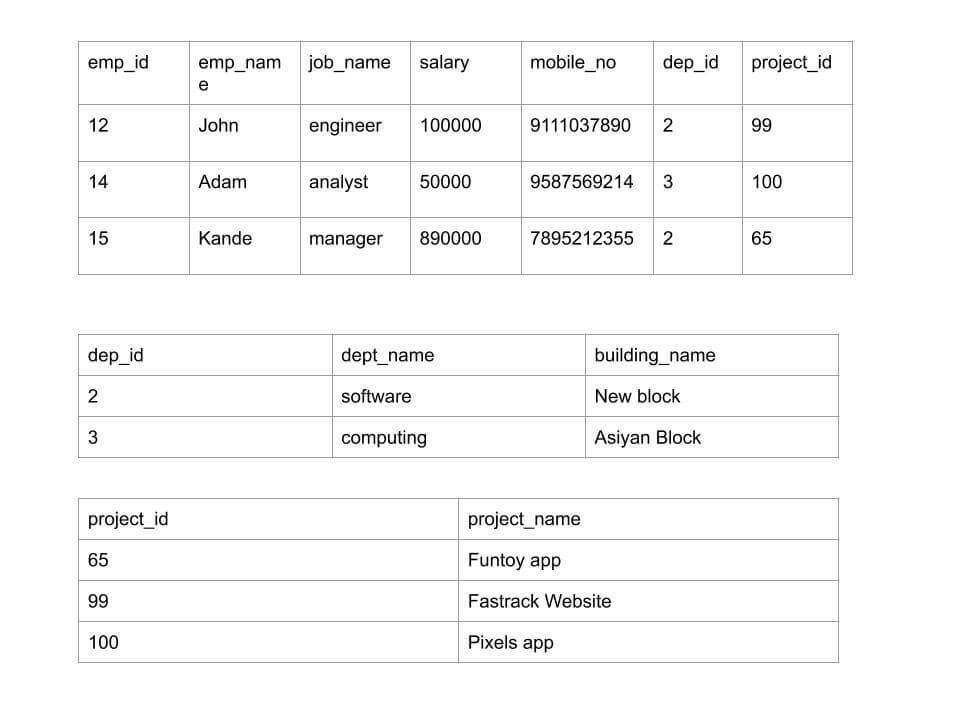 emp_id emp_nam job_name salary mobile_no dep_id project_id
e
12 John engineer 100000 9111037890 2 99
14 Adam analyst 50000 9587569214 3 100
15 Kande manager 890000 7895212355 2 65
dep_id dept_name building_name
2 software New block
3 computing Asiyan Block
project_id project_name
65 Funtoy app
99 Fastrack Website
100 Pixels app